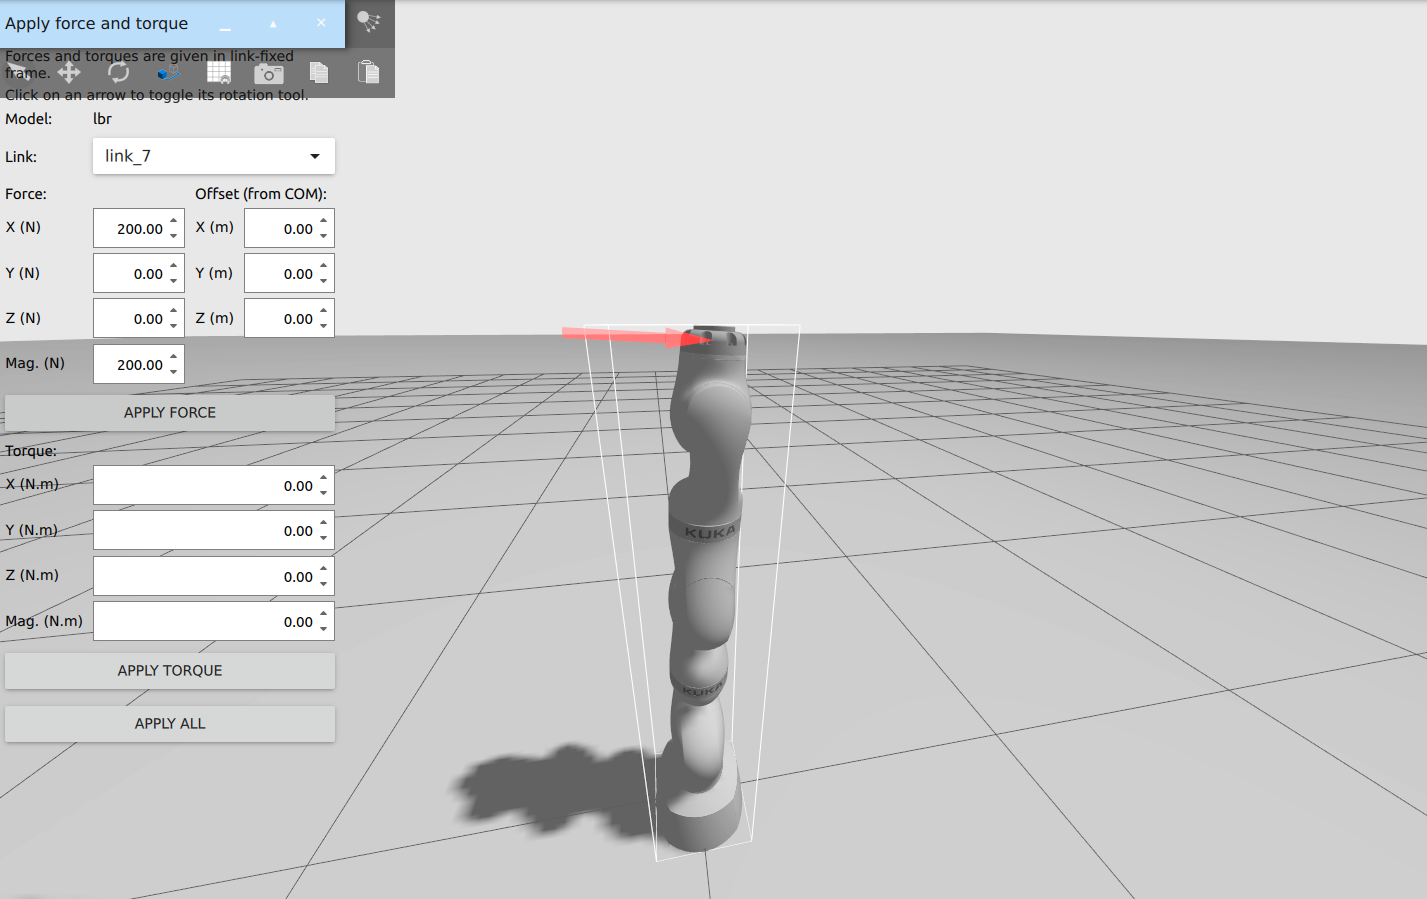 Apply force and torque
Forces and torques are given in link-fixed
frame.
Click on an arrow to toggle its rotation tool.
Model: lbr
Link: link_7
Force: Offset (from COM):
X (N) 200.00 X (m) 0.00
Y (N) 0.00 Y (m) 0.00
Z (N) 0.00 Z (m) 0.00
Mag. (N) 200.00
APPLY FORCE
Torque:
X (N.m) 0.00
Y (N.m) 0.00
Z (N.m) 0.00
Mag. (N.m) 0.00
APPLY TORQUE
APPLY ALL
KUKA
KUKA